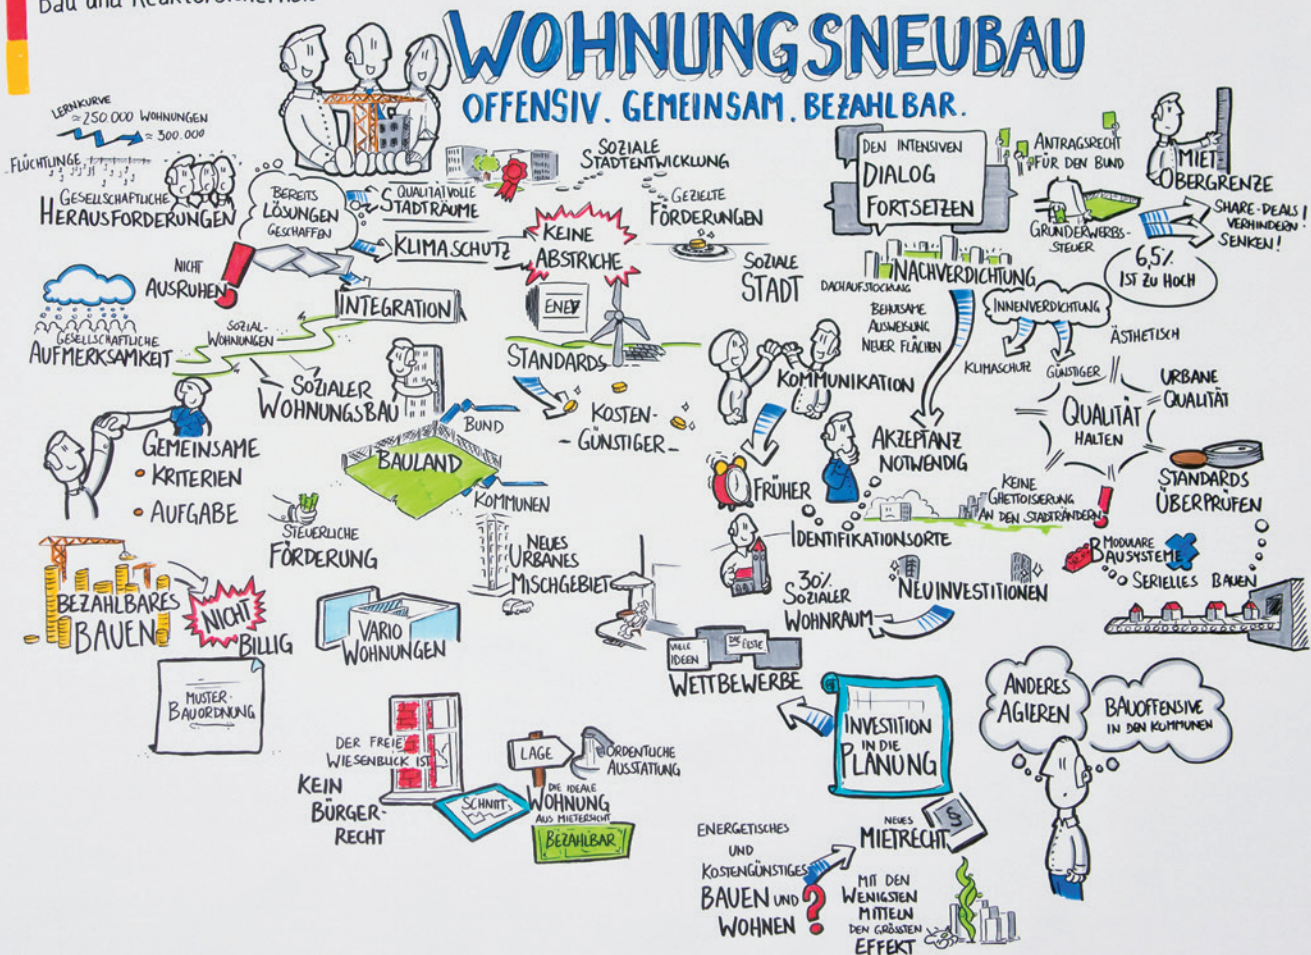 Bau und Reaktorsicherheit
WOHNUNGSNEUBAU
OFFENSIV. GEMEINSAM. BEZAHLBAR.
LERNKURVE
≈250.000 WOHNUNGEN
≈ 300.000
FLÜCHTLINGE
GESELLSCHAFTLICHE
HERAUSFORDERUNGEN
BEREITS
LÖSUNGEN
GESCHAFFEN
QUALITÄTVOLLE
STADTRÄUME
SOZIALE
STADTENTWICKLUNG
GEZIELTE
FÖRDERUNGEN
KLIMASCHUTZ
KEINE
ABSTRICHE
NICHT
AUSRUHEN!
INTEGRATION
ENEV
STANDARDS
KOSTEN-
GÜNSTIGER
SOZIALE
STADT
GESELLSCHAFTLICHE
AUFMERKSAMKEIT
SOZIAL-
WOHNUNGEN
SOZIALER
WOHNUNGSBAU
GEMEINSAME
• KRITERIEN
• AUFGABE
BUND
BAULAND
KOMMUNEN
STEUERLICHE
FÖRDERUNG
NEUES
URBANES
MISCHGEBIET
BEZAHLBARES
BAUEN
NICHT
BILLIG
VARIO
WOHNUNGEN
MUSTER-
BAUORDNUNG
DER FREIE
WIESENBLICK IST
KEIN
BÜRGER-
RECHT
SCHNITT
LAGE
ORDENTLICHE
AUSSTATTUNG
DIE IDEALE
WOHNUNG
AUS MIETERSICHT
BEZAHLBAR
DEN INTENSIVEN
DIALOG
FORTSETZEN
ANTRAGSRECHT
FÜR DEN BUND
MIET
OBERGRENZE
GRUNDERWERBS-
STEUER
SHARE-DEALS
VERHINDERN!
SENKEN!
6,5%
IST ZU HOCH
NACHVERDICHTUNG
DACHAUFSTOCKUNG
BEHUTSAME
AUSWEISUNG
NEUER FLÄCHEN
INNENVERDICHTUNG
KLIMASCHUTZ
GÜNSTIGER
ÄSTHETISCH
QUALITÄT
HALTEN
URBANE
QUALITÄT
STANDARDS
ÜBERPRÜFEN
KOMMUNIKATION
FRÜHER
AKZEPTANZ
NOTWENDIG
KEINE
GHETTOISIERUNG
AN DEN STADTRÄNDERN!
IDENTIFIKATIONSORTE
MODULARE
BAUSYSTEME
SERIELLES BAUEN
30%
SOZIALER
WOHNRAUM
NEUINVESTITIONEN
VIELE
IDEEN
WETTBEWERBE
INVESTITION
IN DIE
PLANUNG
ANDERES
AGIEREN
BAUOFFENSIVE
IN DEN KOMMUNEN
ENERGETISCHES
UND
KOSTENGÜNSTIGES
BAUEN UND
WOHNEN ?
NEUES
MIETRECHT
§
MIT DEN
WENIGSTEN
MITTELN
DEN GRÖSSTEN
EFFEKT